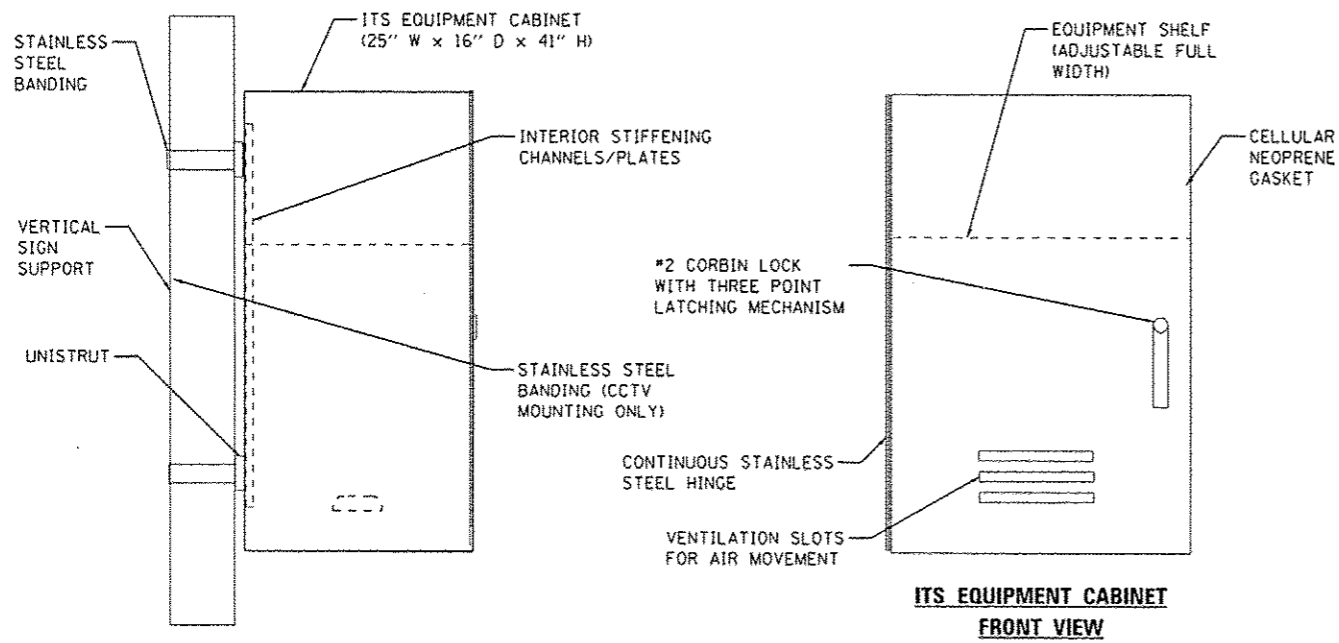 STAINLESS
STEEL
BANDING
ITS EQUIPMENT CABINET
(25" W x 16" D x 41" H)
INTERIOR STIFFENING
CHANNELS/PLATES
VERTICAL
SIGN
SUPPORT
UNISTRUT
STAINLESS STEEL
BANDING (CCTV
MOUNTING ONLY)
EQUIPMENT SHELF
(ADJUSTABLE FULL
WIDTH)
CELLULAR
NEOPRENE
GASKET
#2 CORBIN LOCK
WITH THREE POINT
LATCHING MECHANISM
CONTINUOUS STAINLESS
STEEL HINGE
VENTILATION SLOTS
FOR AIR MOVEMENT
ITS EQUIPMENT CABINET
FRONT VIEW